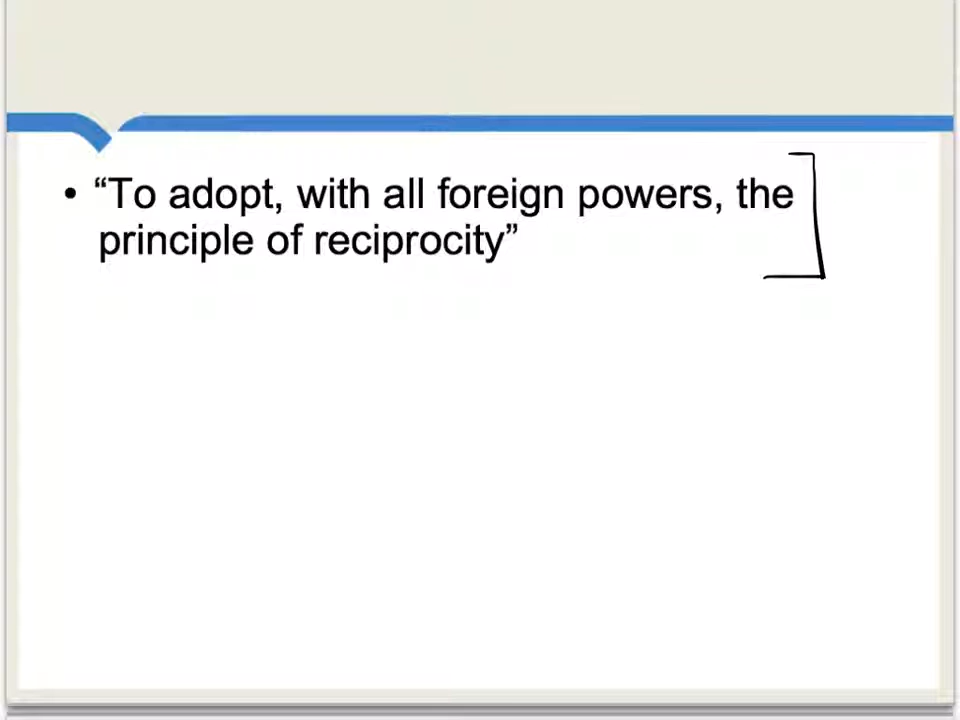 • “To adopt, with all foreign powers, the
principle of reciprocity”